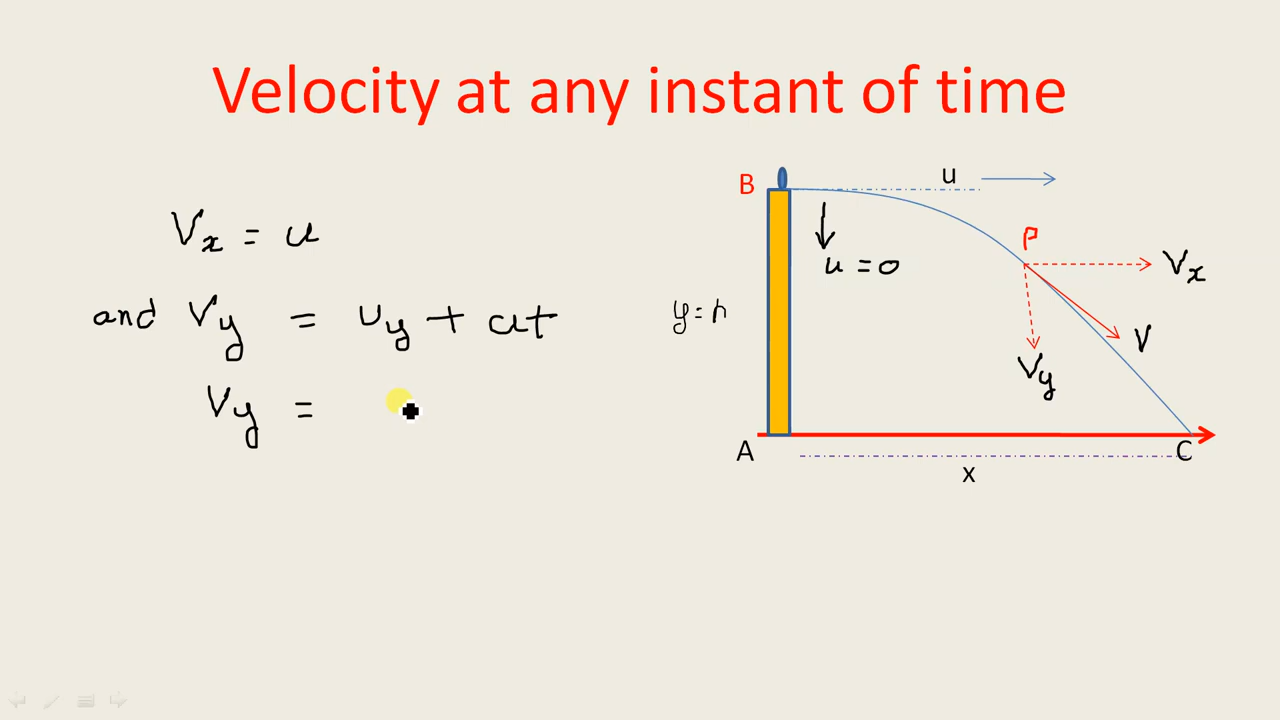 Velocity at any instant of time
Vx = u
and Vy = uy + at
Vy =
B
u
u = 0
P
Vx
y = h
V
Vy
A
C
x